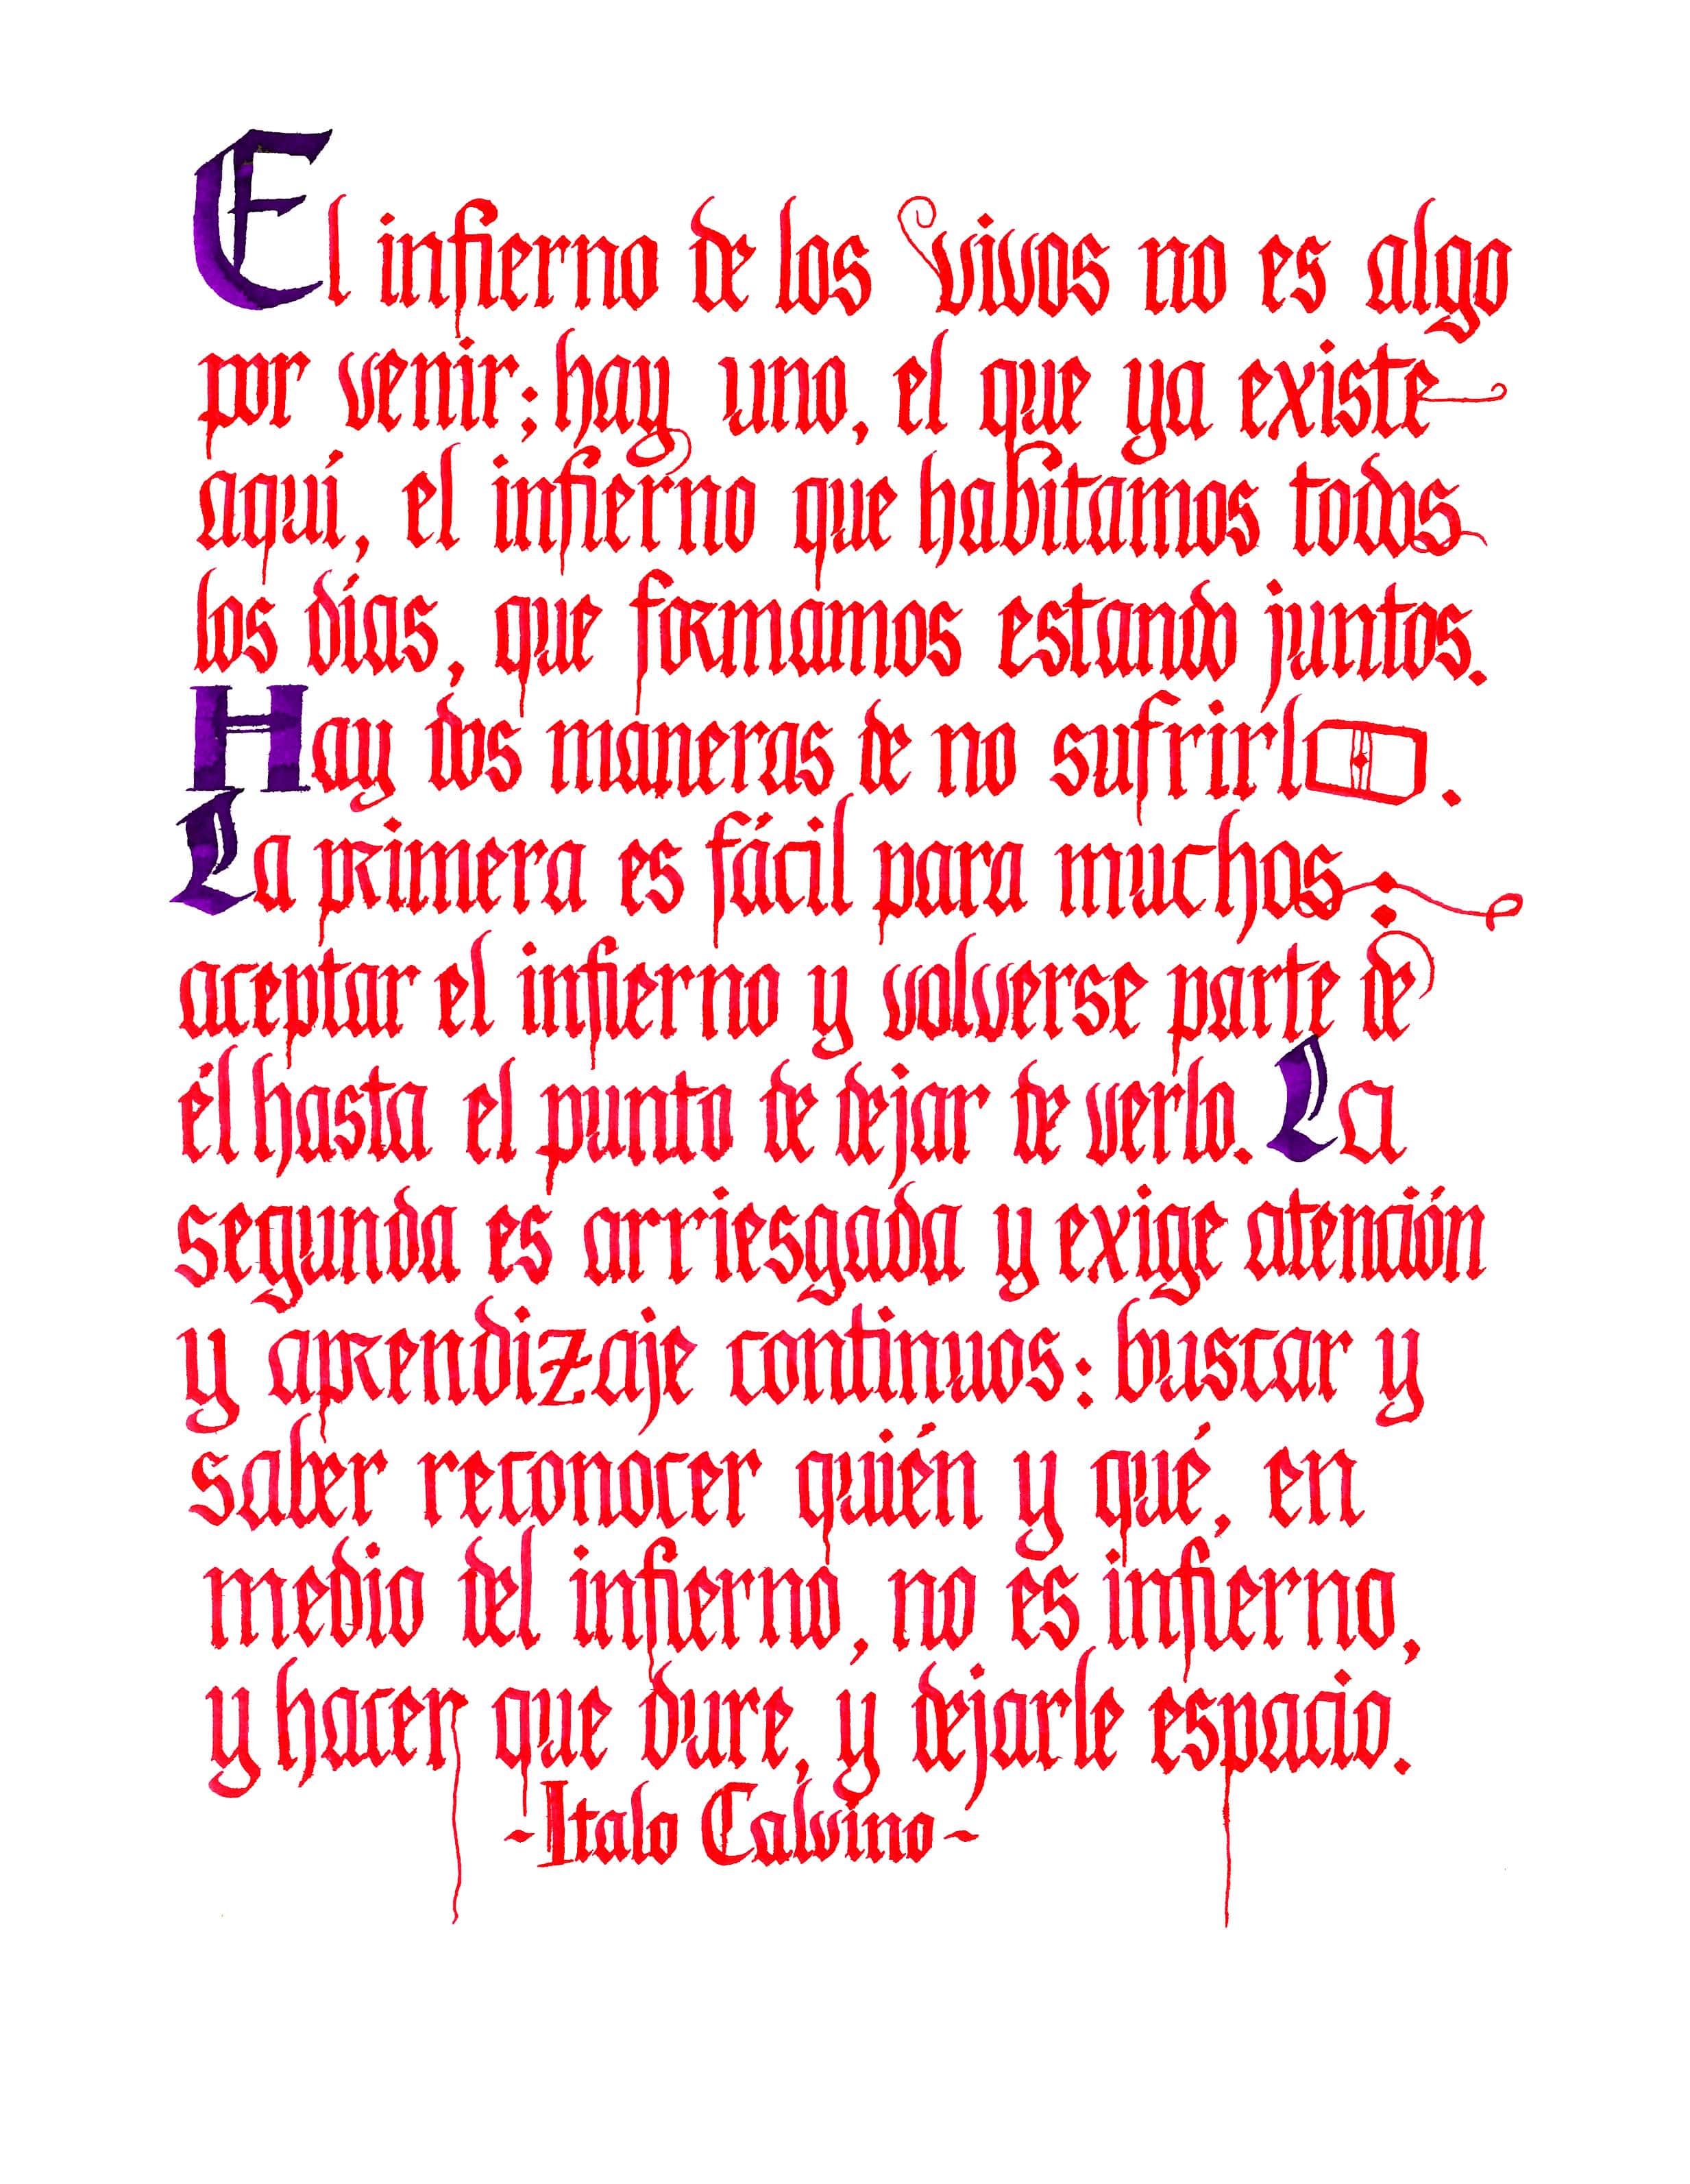 El infierno de los vivos no es algo
por venir; hay uno, el que ya existe
aquí, el infierno que habitamos todos
los días, que formamos estando juntos.
Hay dos maneras de no sufrirlo.
La primera es fácil para muchos:
aceptar el infierno y volverse parte de
él hasta el punto de dejar de verlo. La
segunda es arriesgada y exige atención
y aprendizaje continuos: buscar y
saber reconocer quién y qué, en
medio del infierno, no es infierno,
y hacer que dure, y dejarle espacio.
-Italo Calvino-